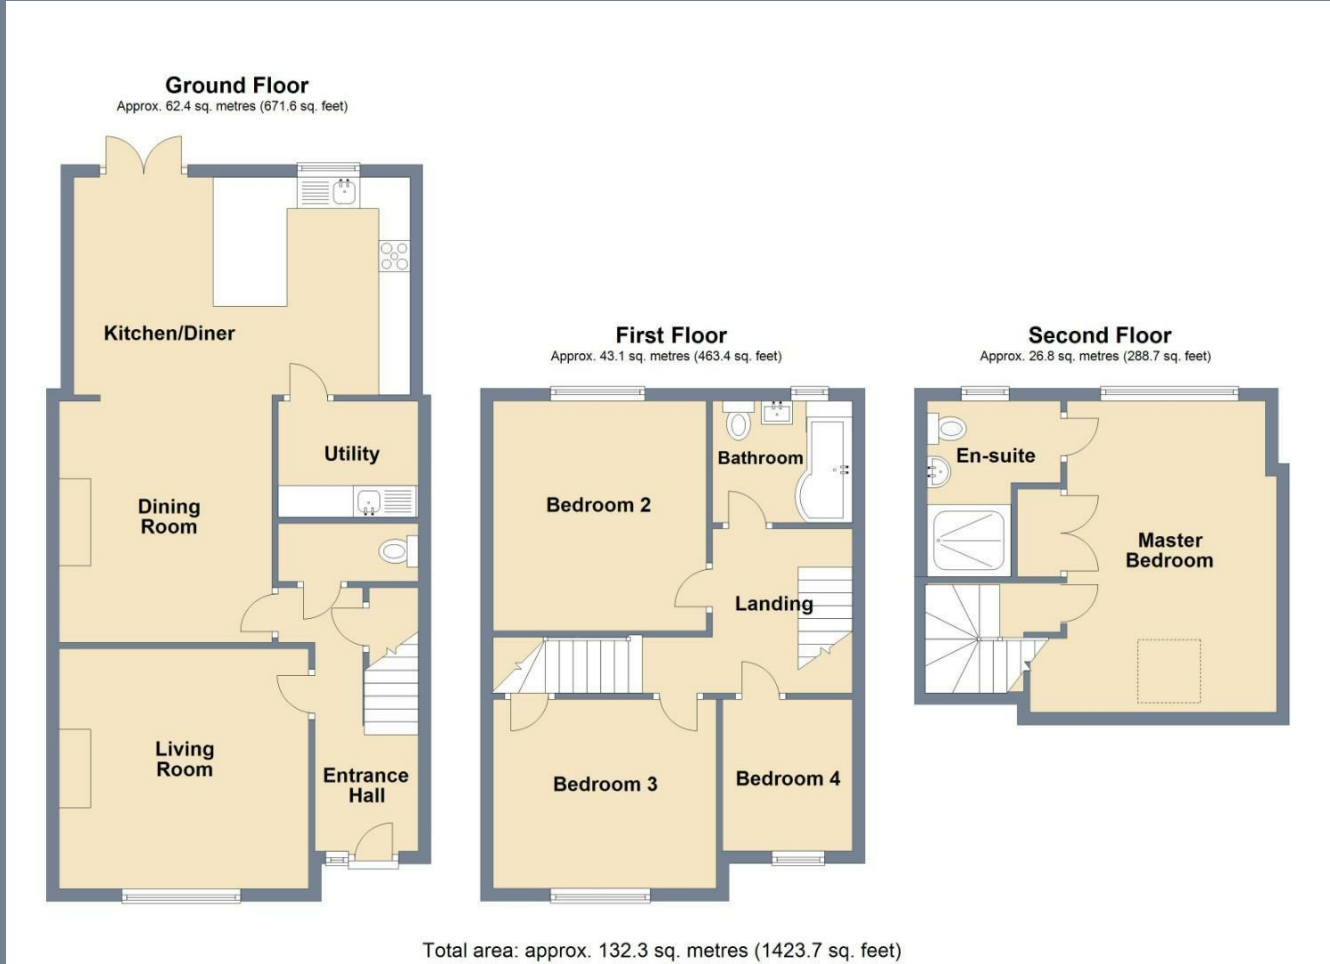 Ground Floor
Approx. 62.4 sq. metres (671.6 sq. feet)
Kitchen/Diner
Utility
Dining
Room
Living
Room
Entrance
Hall
First Floor
Approx. 43.1 sq. metres (463.4 sq. feet)
Bedroom 2
Bathroom
Landing
Bedroom 3
Bedroom 4
Second Floor
Approx. 26.8 sq. metres (288.7 sq. feet)
En-suite
Master
Bedroom
Total area: approx. 132.3 sq. metres (1423.7 sq. feet)